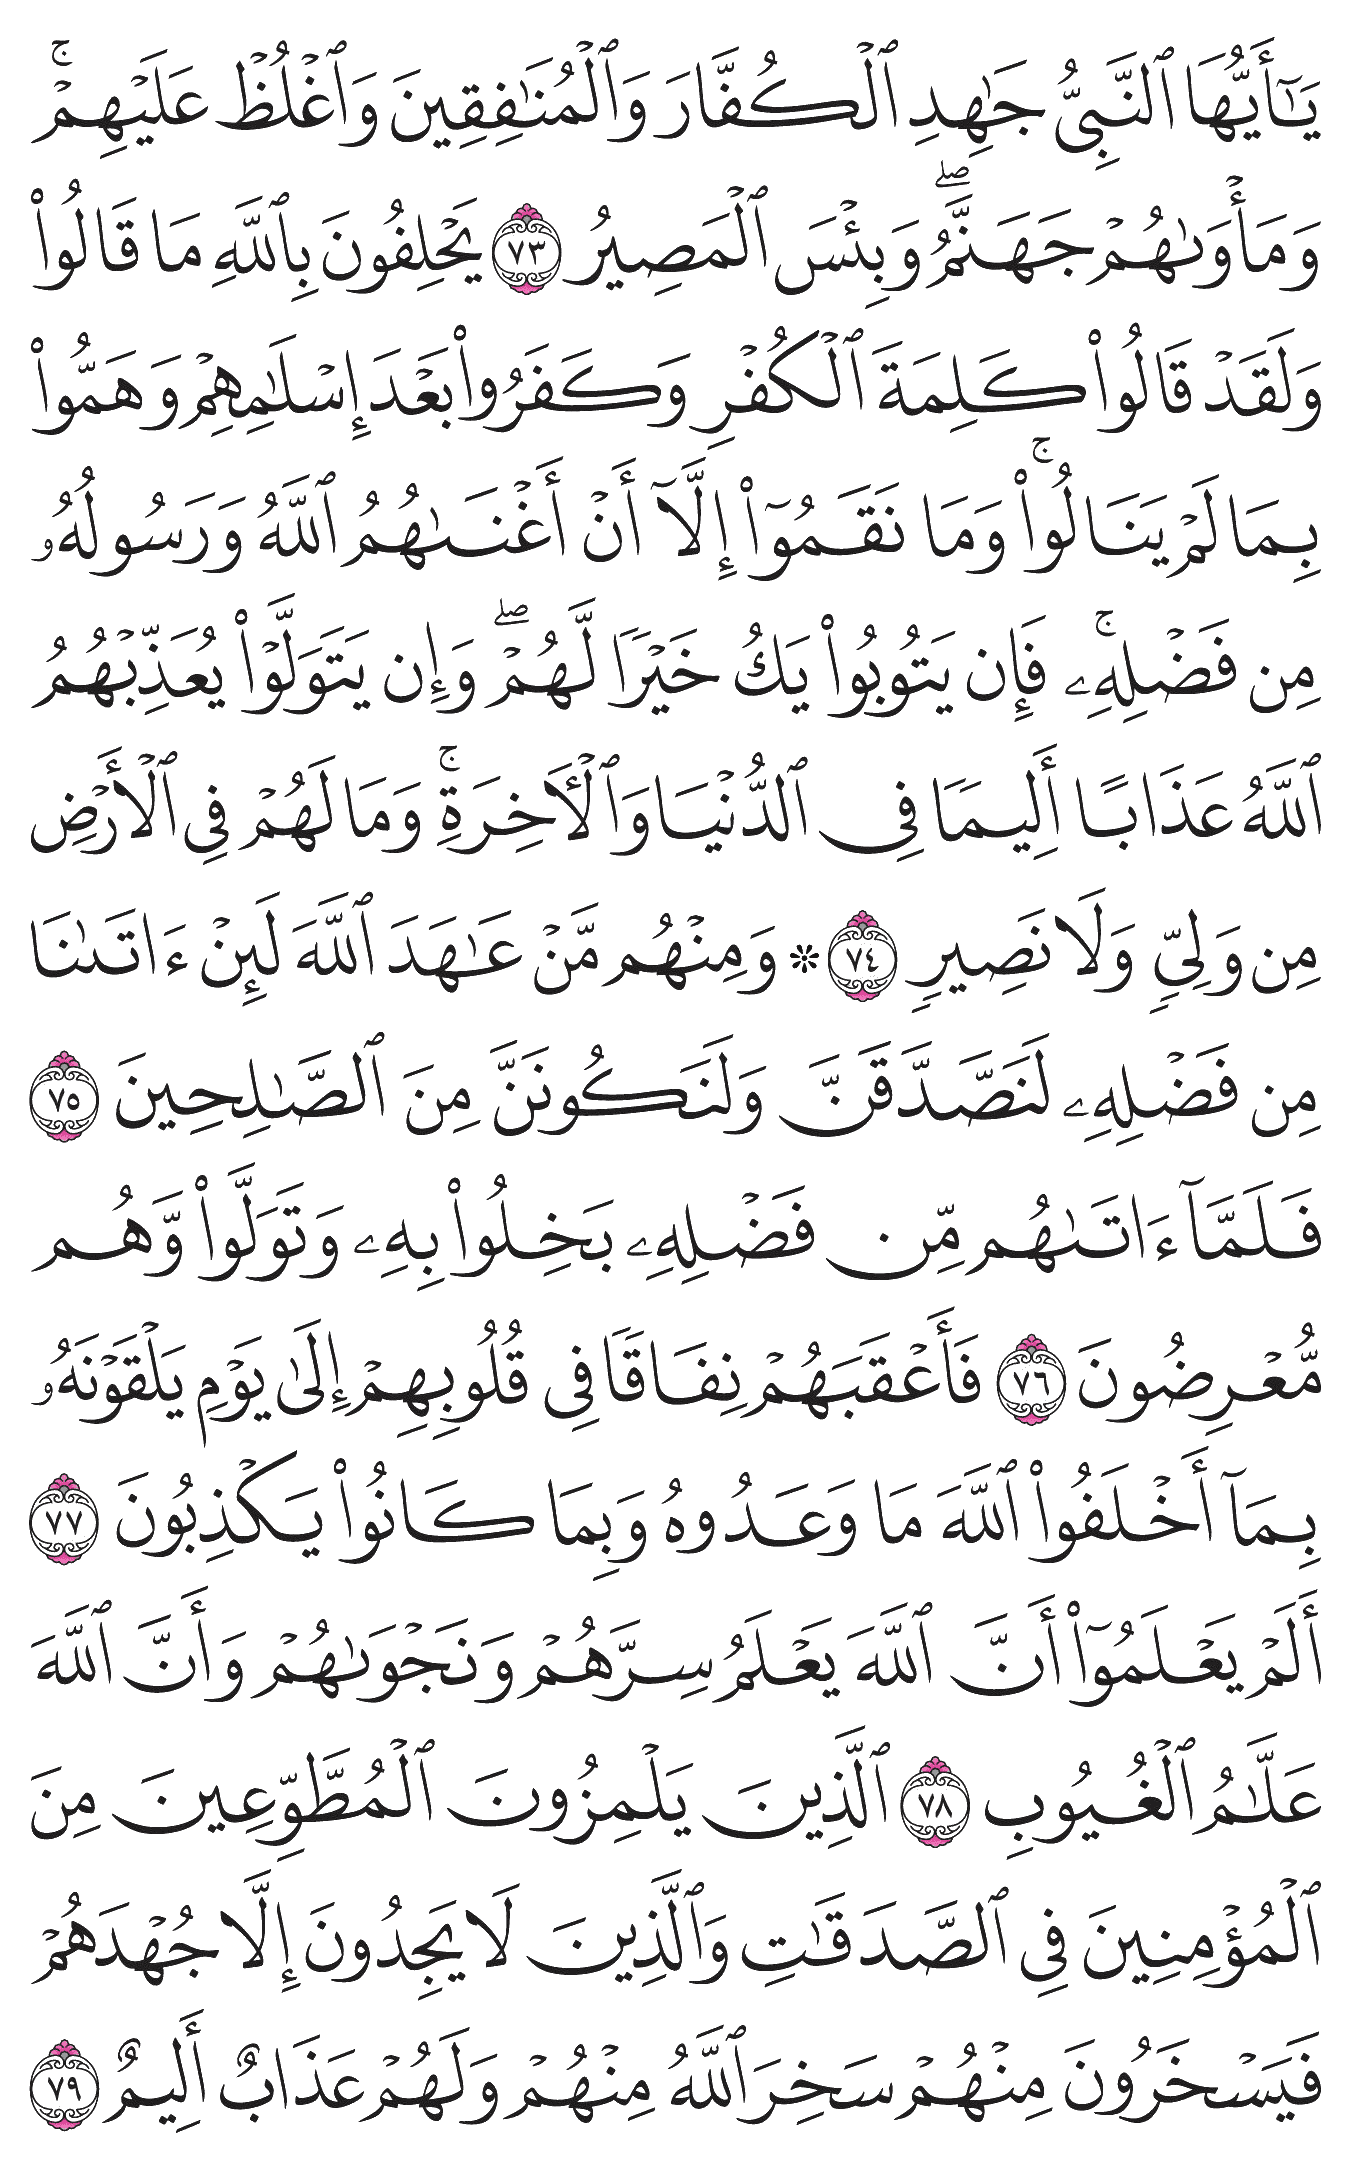 يَٰٓأَيُّهَا ٱلنَّبِيُّ جَٰهِدِ ٱلۡكُفَّارَ وَٱلۡمُنَٰفِقِينَ وَٱغۡلُظۡ عَلَيۡهِمۡۚ
وَمَأۡوَىٰهُمۡ جَهَنَّمُۖ وَبِئۡسَ ٱلۡمَصِيرُ ٧٣ يَحۡلِفُونَ بِٱللَّهِ مَا قَالُواْ
وَلَقَدۡ قَالُواْ كَلِمَةَ ٱلۡكُفۡرِ وَكَفَرُواْ بَعۡدَ إِسۡلَٰمِهِمۡ وَهَمُّواْ
بِمَا لَمۡ يَنَالُواْۚ وَمَا نَقَمُوٓاْ إِلَّآ أَنۡ أَغۡنَىٰهُمُ ٱللَّهُ وَرَسُولُهُۥ
مِن فَضۡلِهِۦۚ فَإِن يَتُوبُواْ يَكُ خَيۡرٗا لَّهُمۡۖ وَإِن يَتَوَلَّوۡاْ يُعَذِّبۡهُمُ
ٱللَّهُ عَذَابًا أَلِيمٗا فِي ٱلدُّنۡيَا وَٱلۡأٓخِرَةِۚ وَمَا لَهُمۡ فِي ٱلۡأَرۡضِ
مِن وَلِيّٖ وَلَا نَصِيرٖ ٧٤ ۞ وَمِنۡهُم مَّنۡ عَٰهَدَ ٱللَّهَ لَئِنۡ ءَاتَىٰنَا
مِن فَضۡلِهِۦ لَنَصَّدَّقَنَّ وَلَنَكُونَنَّ مِنَ ٱلصَّٰلِحِينَ ٧٥
فَلَمَّآ ءَاتَىٰهُم مِّن فَضۡلِهِۦ بَخِلُواْ بِهِۦ وَتَوَلَّواْ وَّهُم
مُّعۡرِضُونَ ٧٦ فَأَعۡقَبَهُمۡ نِفَاقٗا فِي قُلُوبِهِمۡ إِلَىٰ يَوۡمِ يَلۡقَوۡنَهُۥ
بِمَآ أَخۡلَفُواْ ٱللَّهَ مَا وَعَدُوهُ وَبِمَا كَانُواْ يَكۡذِبُونَ ٧٧
أَلَمۡ يَعۡلَمُوٓاْ أَنَّ ٱللَّهَ يَعۡلَمُ سِرَّهُمۡ وَنَجۡوَىٰهُمۡ وَأَنَّ ٱللَّهَ
عَلَّٰمُ ٱلۡغُيُوبِ ٧٨ ٱلَّذِينَ يَلۡمِزُونَ ٱلۡمُطَّوِّعِينَ مِنَ
ٱلۡمُؤۡمِنِينَ فِي ٱلصَّدَقَٰتِ وَٱلَّذِينَ لَا يَجِدُونَ إِلَّا جُهۡدَهُمۡ
فَيَسۡخَرُونَ مِنۡهُمۡ سَخِرَ ٱللَّهُ مِنۡهُمۡ وَلَهُمۡ عَذَابٌ أَلِيمٌ ٧٩